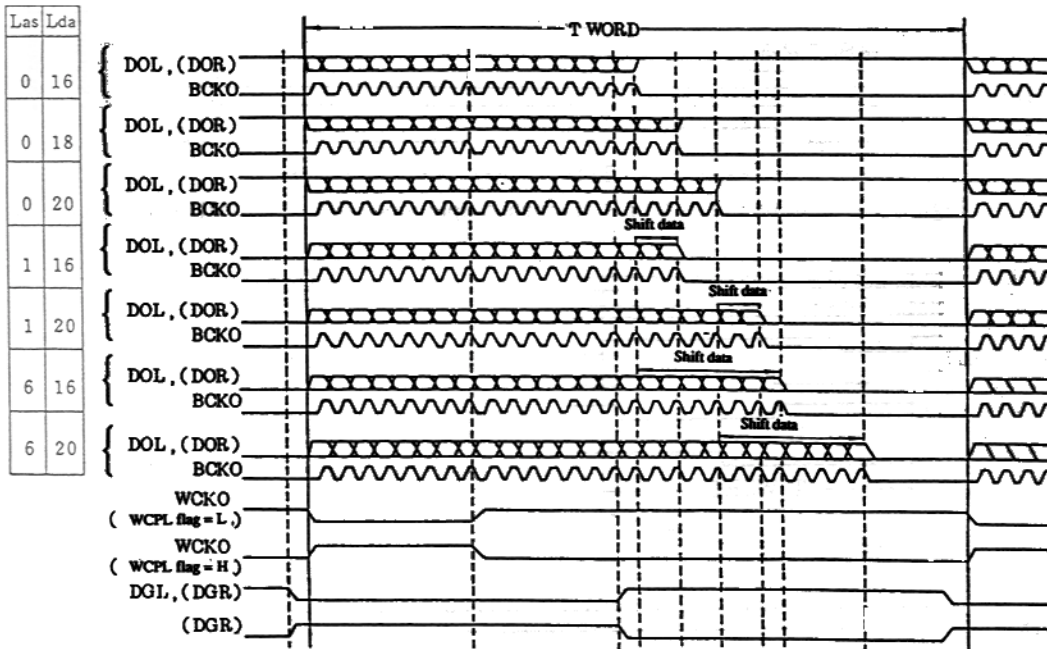 Las Lda
T WORD
0 16
DOL, (DOR)
BCKO
0 18
DOL, (DOR)
BCKO
0 20
DOL, (DOR)
BCKO
Shift data
1 16
DOL, (DOR)
BCKO
Shift data
1 20
DOL, (DOR)
BCKO
Shift data
6 16
DOL, (DOR)
BCKO
Shift data
6 20
DOL, (DOR)
BCKO
WCKO
( WCPL flag = L, )
WCKO
( WCPL flag = H )
DGL, (DGR)
(DGR)